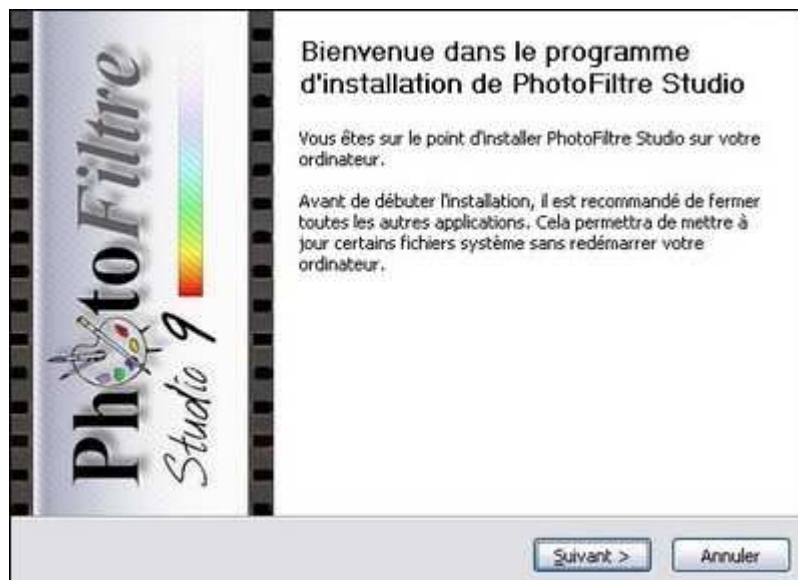 PhotoFiltre
Studio 9
Bienvenue dans le programme
d'installation de PhotoFiltre Studio
Vous êtes sur le point d'installer PhotoFiltre Studio sur votre
ordinateur.
Avant de débuter l'installation, il est recommandé de fermer
toutes les autres applications. Cela permettra de mettre à
jour certains fichiers système sans redémarrer votre
ordinateur.
Suivant >
Annuler